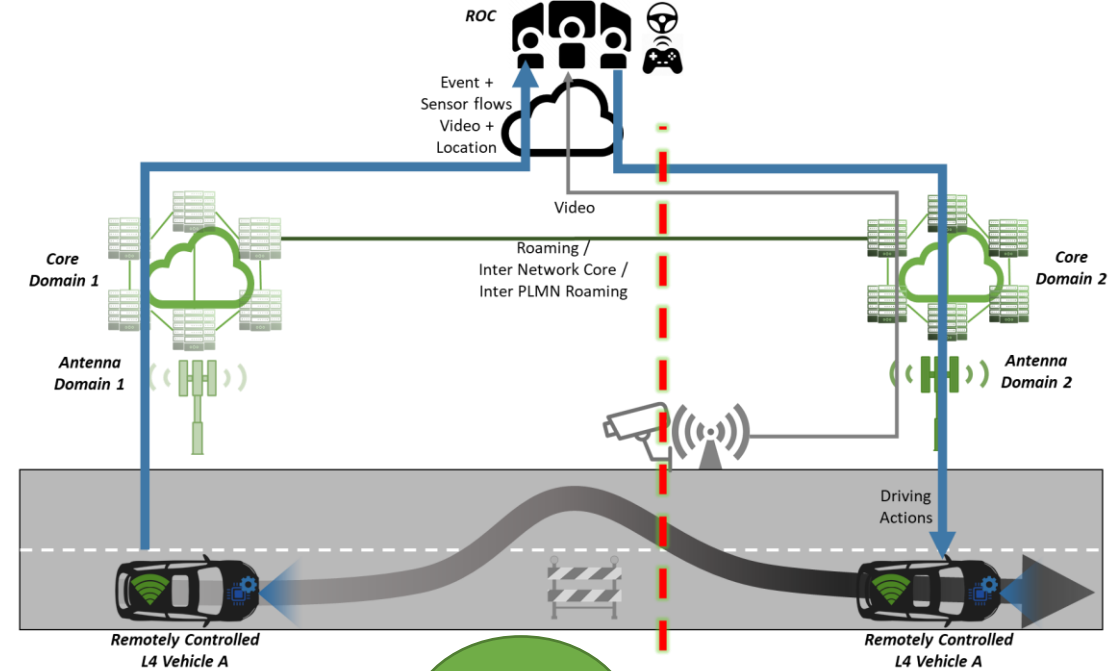 ROC
Event +
Sensor flows
Video +
Location
Video
Roaming /
Inter Network Core /
Inter PLMN Roaming
Core
Domain 1
Core
Domain 2
Antenna
Domain 1
Antenna
Domain 2
Driving
Actions
Remotely Controlled
L4 Vehicle A
Remotely Controlled
L4 Vehicle A